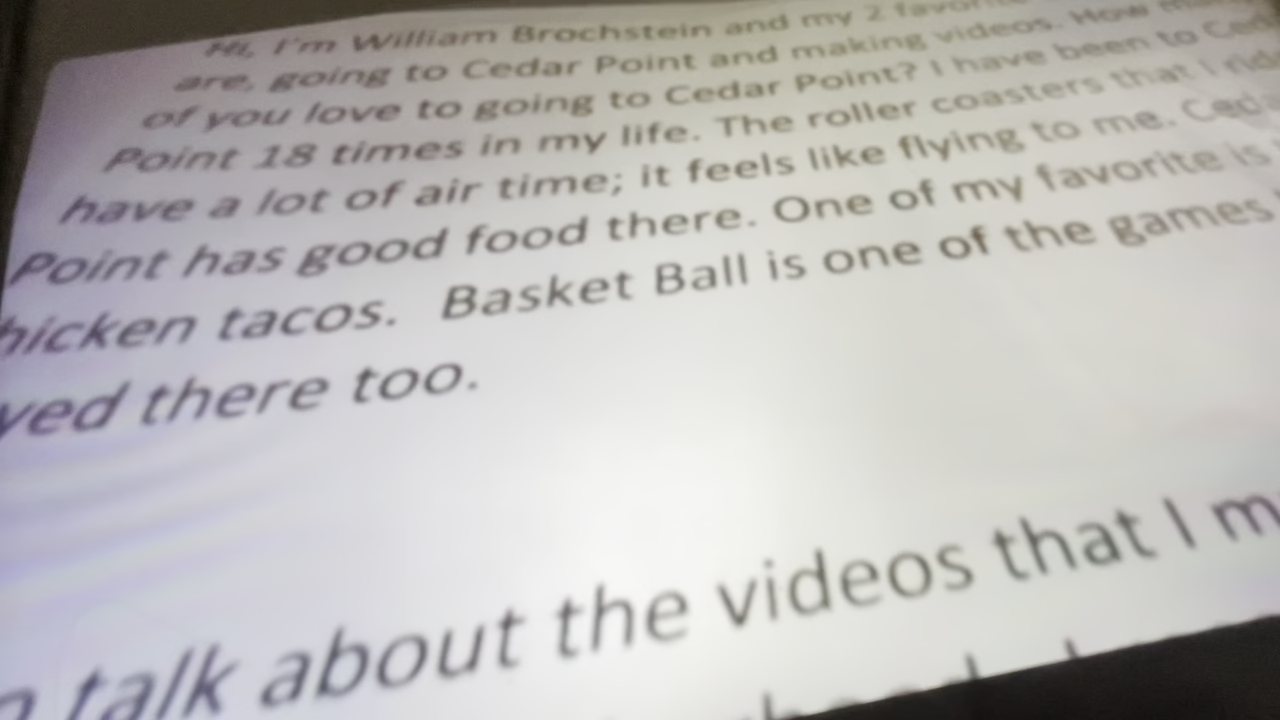 Hi, I'm William Brochstein and my 2
are, going to Cedar Point and making videos. How
of you love to going to Cedar Point? I have been to
Point 18 times in my life. The roller coasters that I
have a lot of air time; it feels like flying to me.
Point has good food there. One of my favorite is
hicken tacos. Basket Ball is one of the games
yed there too.
talk about the videos that I